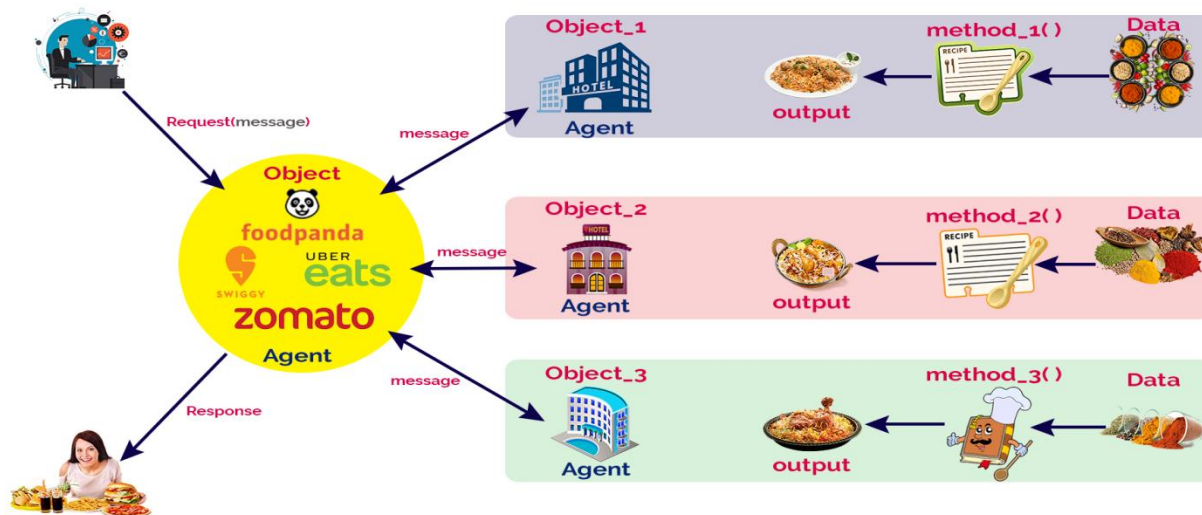 Request(message)
Object
foodpanda
SWIGGY
UBER
eats
zomato
Agent
Response
message
message
message
Object_1
HOTEL
Agent
output
method_1( )
RECIPE
Data
Object_2
HOTEL
Agent
output
method_2( )
RECIPE
Data
Object_3
Agent
output
method_3( )
Data